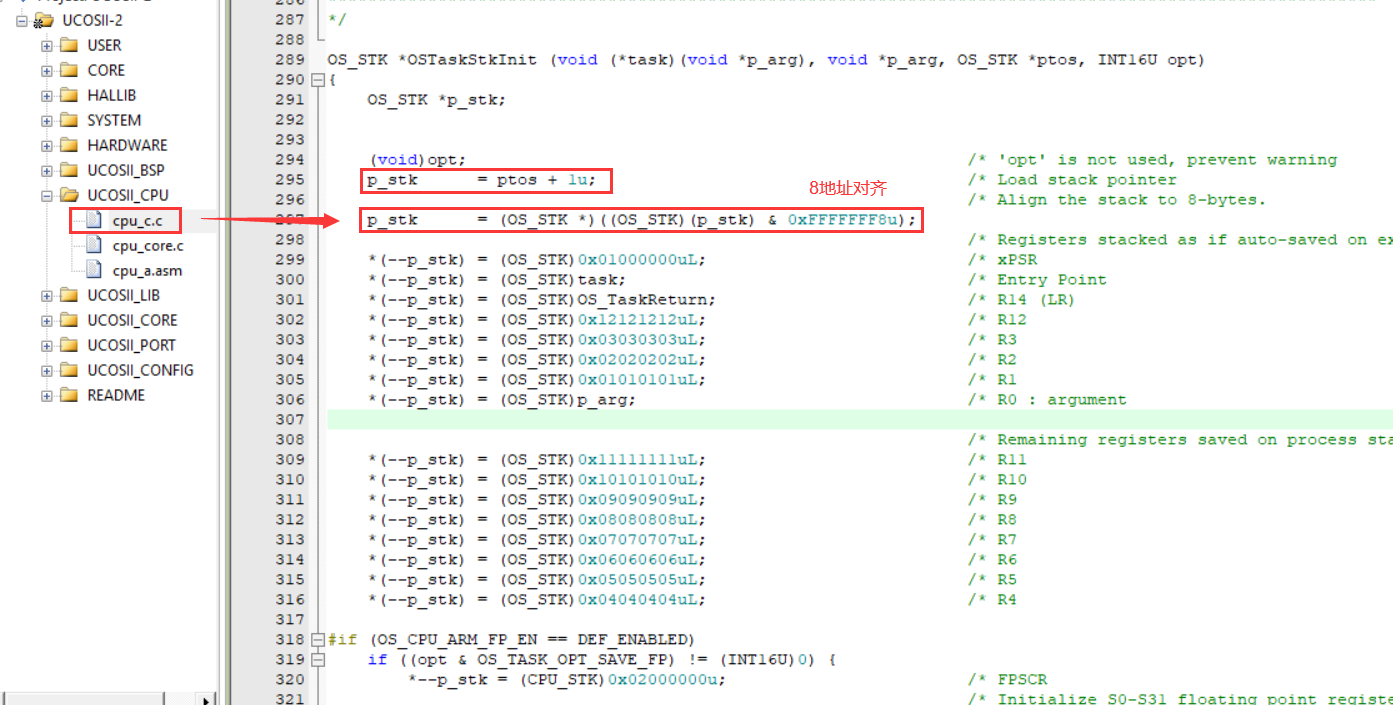 UCOSII-2
USER
CORE
HALLIB
SYSTEM
HARDWARE
UCOSII_BSP
UCOSII_CPU
cpu_c.c
cpu_core.c
cpu_a.asm
UCOSII_LIB
UCOSII_CORE
UCOSII_PORT
UCOSII_CONFIG
README
287 */
288
289 OS_STK *OSTaskStkInit (void (*task)(void *p_arg), void *p_arg, OS_STK *ptos, INT16U opt)
290 {
291 OS_STK *p_stk;
292
293
294 (void)opt; /* 'opt' is not used, prevent warning
295 p_stk = ptos + 1u; /* Load stack pointer
8地址对齐
296 /* Align the stack to 8-bytes.
p_stk = (OS_STK *)((OS_STK)(p_stk) & 0xFFFFFFF8u);
298 /* Registers stacked as if auto-saved on ex
299 *(--p_stk) = (OS_STK)0x01000000uL; /* xPSR
300 *(--p_stk) = (OS_STK)task; /* Entry Point
301 *(--p_stk) = (OS_STK)OS_TaskReturn; /* R14 (LR)
302 *(--p_stk) = (OS_STK)0x12121212uL; /* R12
303 *(--p_stk) = (OS_STK)0x03030303uL; /* R3
304 *(--p_stk) = (OS_STK)0x02020202uL; /* R2
305 *(--p_stk) = (OS_STK)0x01010101uL; /* R1
306 *(--p_stk) = (OS_STK)p_arg; /* R0 : argument
307
308 /* Remaining registers saved on process sta
309 *(--p_stk) = (OS_STK)0x11111111uL; /* R11
310 *(--p_stk) = (OS_STK)0x10101010uL; /* R10
311 *(--p_stk) = (OS_STK)0x09090909uL; /* R9
312 *(--p_stk) = (OS_STK)0x08080808uL; /* R8
313 *(--p_stk) = (OS_STK)0x07070707uL; /* R7
314 *(--p_stk) = (OS_STK)0x06060606uL; /* R6
315 *(--p_stk) = (OS_STK)0x05050505uL; /* R5
316 *(--p_stk) = (OS_STK)0x04040404uL; /* R4
317
318 #if (OS_CPU_ARM_FP_EN == DEF_ENABLED)
319 if ((opt & OS_TASK_OPT_SAVE_FP) != (INT16U)0) {
320 *--p_stk = (CPU_STK)0x02000000u; /* FPSCR
321 /* Initialize S0-S31 floating point registe